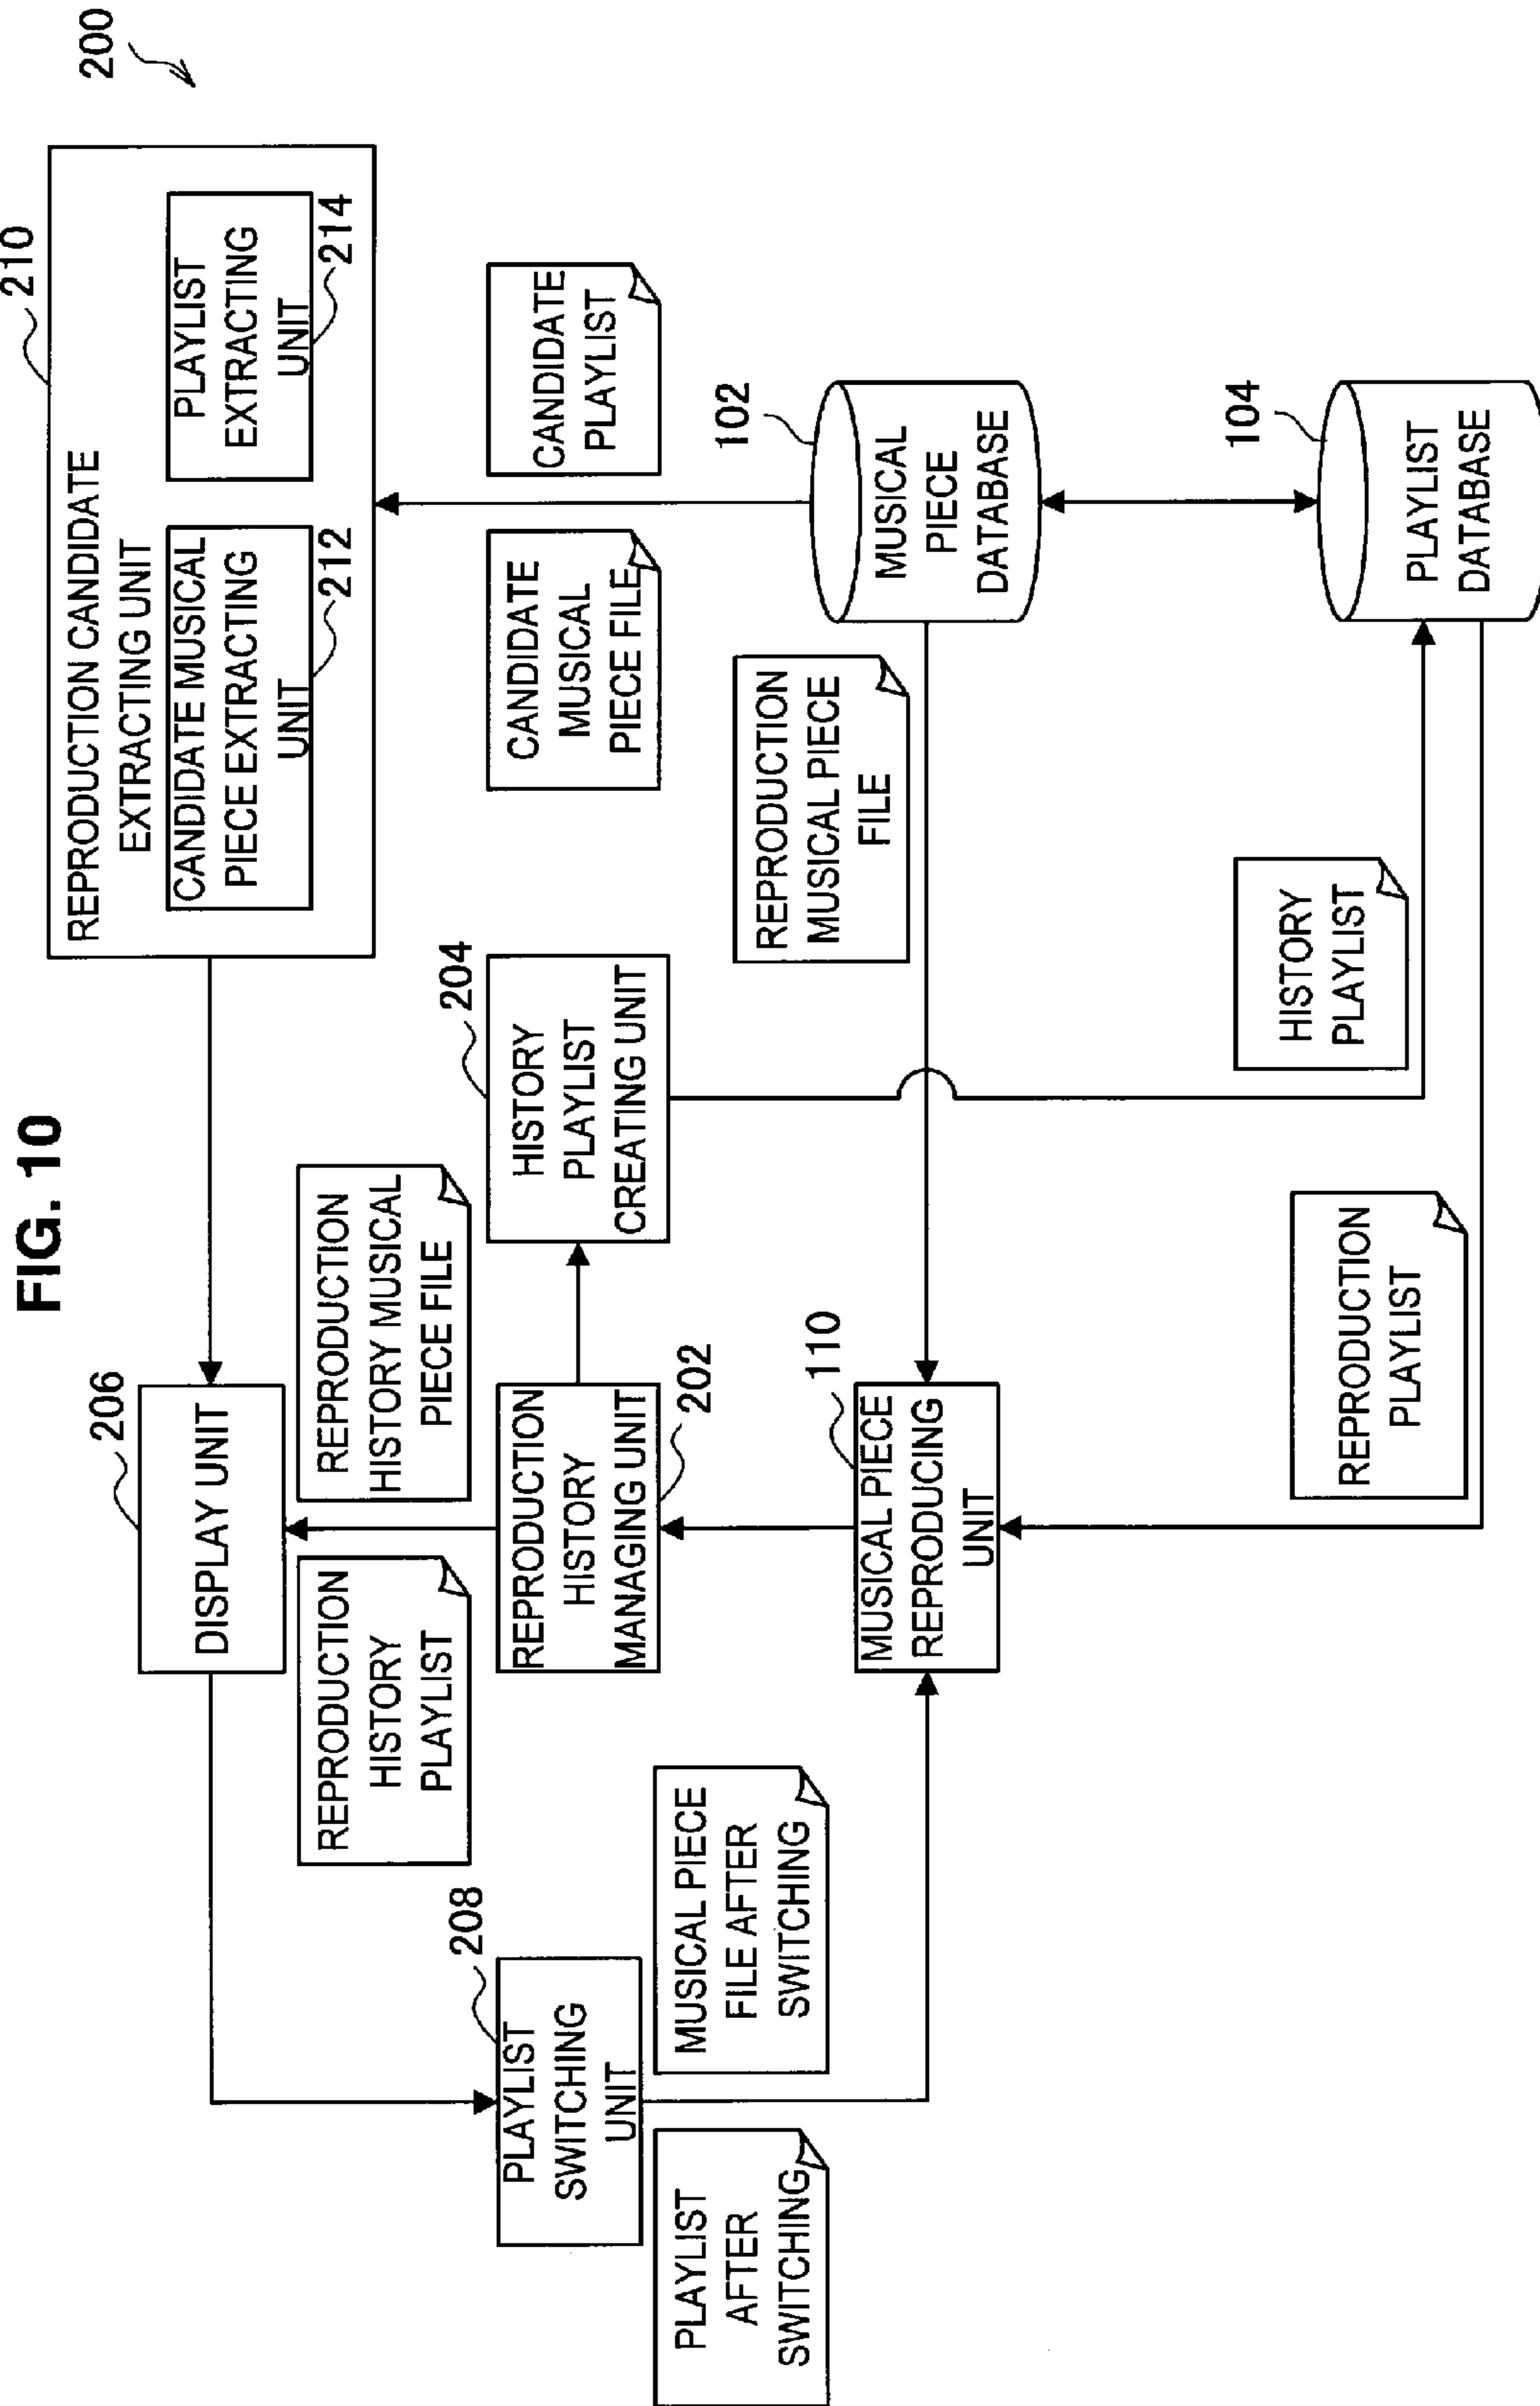 FIG. 10
200
206
DISPLAY UNIT
210
REPRODUCTION CANDIDATE
EXTRACTING UNIT
CANDIDATE MUSICAL
PIECE EXTRACTING
UNIT
212
PLAYLIST
EXTRACTING
UNIT
214
REPRODUCTION
HISTORY
PLAYLIST
REPRODUCTION
HISTORY MUSICAL
PIECE FILE
208
PLAYLIST
SWITCHING
UNIT
REPRODUCTION
HISTORY
MANAGING UNIT
202
204
HISTORY
PLAYLIST
CREATING UNIT
CANDIDATE
MUSICAL
PIECE FILE
CANDIDATE
PLAYLIST
PLAYLIST
AFTER
SWITCHING
MUSICAL PIECE
FILE AFTER
SWITCHING
110
MUSICAL PIECE
REPRODUCING
UNIT
REPRODUCTION
MUSICAL PIECE
FILE
102
MUSICAL
PIECE
DATABASE
HISTORY
PLAYLIST
104
PLAYLIST
DATABASE
REPRODUCTION
PLAYLIST